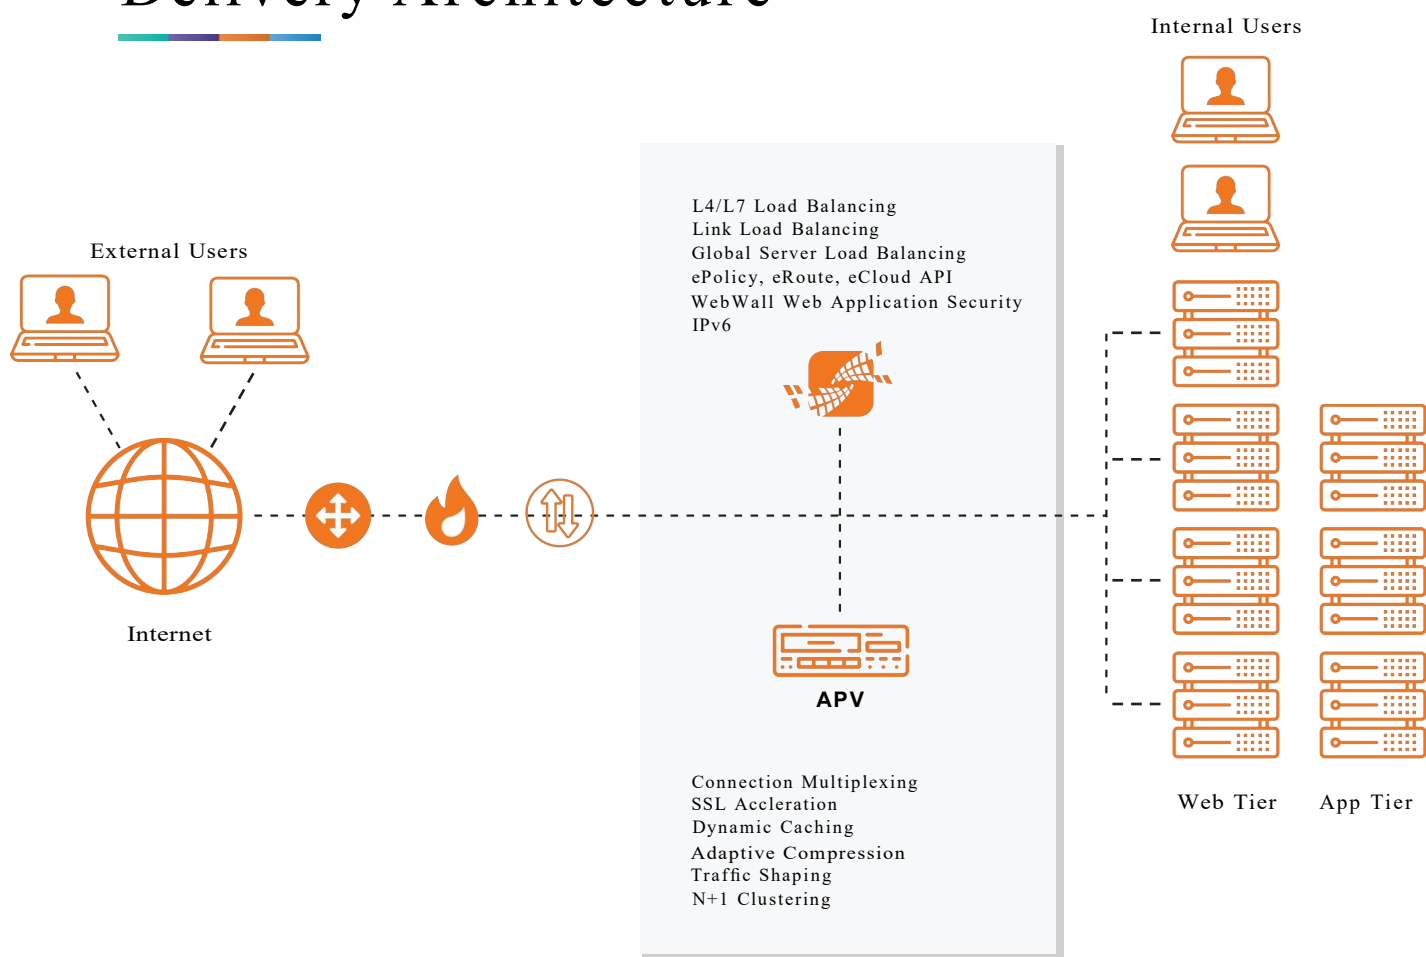 Delivery Architecture
Internal Users
External Users
L4/L7 Load Balancing
Link Load Balancing
Global Server Load Balancing
ePolicy, eRoute, eCloud API
WebWall Web Application Security
IPv6
Internet
APV
Connection Multiplexing
SSL Accleration
Dynamic Caching
Adaptive Compression
Traffic Shaping
N+1 Clustering
Web Tier
App Tier